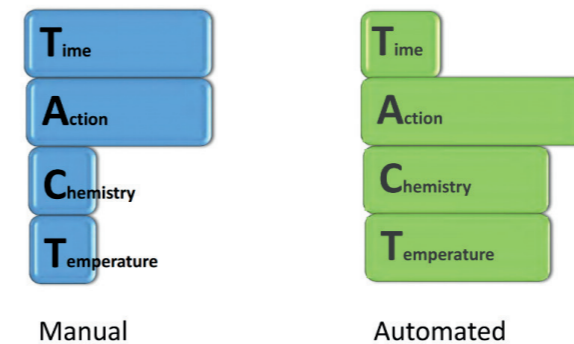 Time
Action
Chemistry
Temperature
Manual
Time
Action
Chemistry
Temperature
Automated